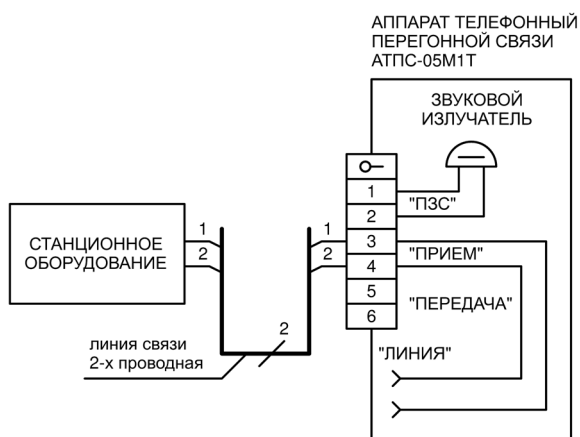 АППАРАТ ТЕЛЕФОННЫЙ
ПЕРЕГОННОЙ СВЯЗИ
АТПС-05М1Т
ЗВУКОВОЙ
ИЗЛУЧАТЕЛЬ
1
"ПЗС"
2
СТАНЦИОННОЕ
ОБОРУДОВАНИЕ
1
2
1
2
3
"ПРИЕМ"
4
5
"ПЕРЕДАЧА"
6
2
линия связи
2-х проводная
"ЛИНИЯ"